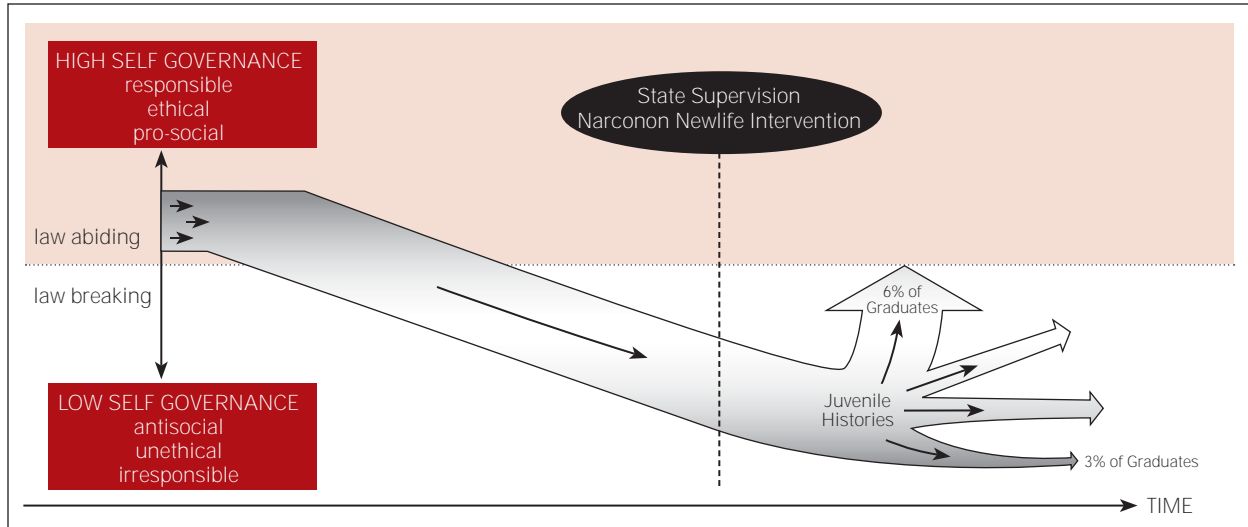 HIGH SELF GOVERNANCE
responsible
ethical
pro-social
State Supervision
Narconon Newlife Intervention
law abiding
law breaking
6% of
Graduates
Juvenile
Histories
LOW SELF GOVERNANCE
antisocial
unethical
irresponsible
3% of Graduates
TIME